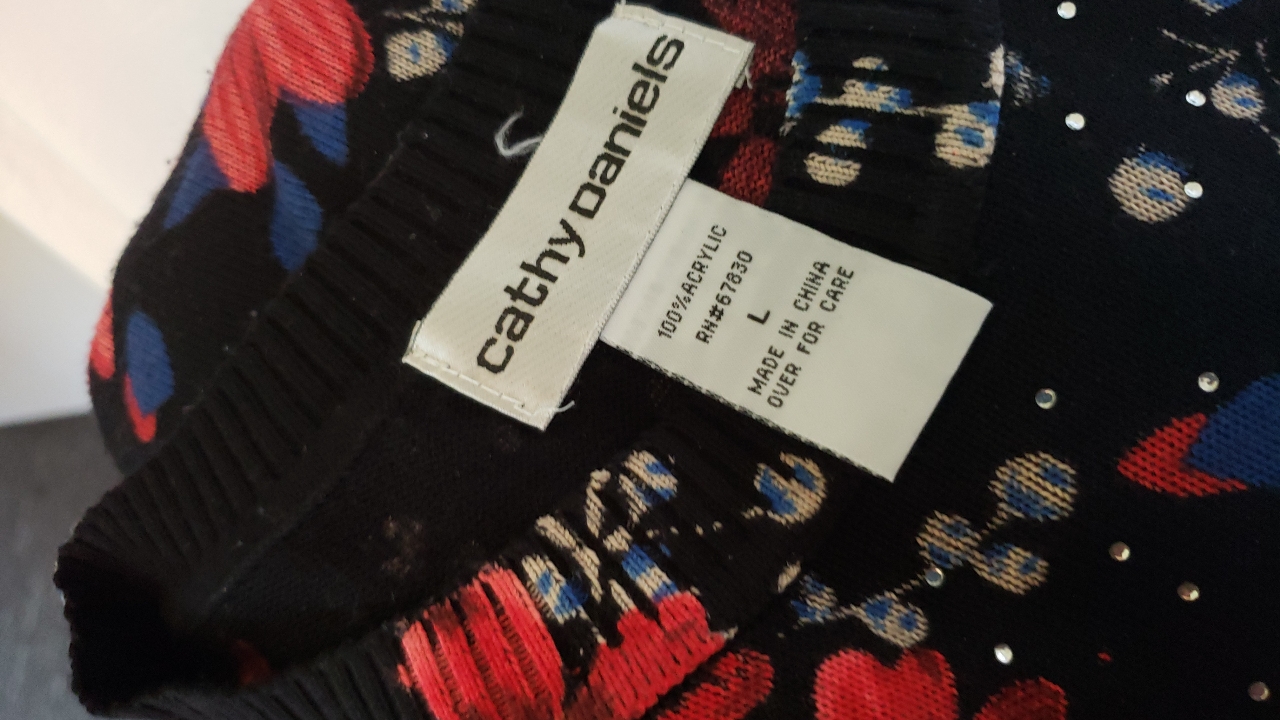 cathy Daniels
100%ACRYLIC
RN#67830
L
MADE IN CHINA
OVER FOR CARE